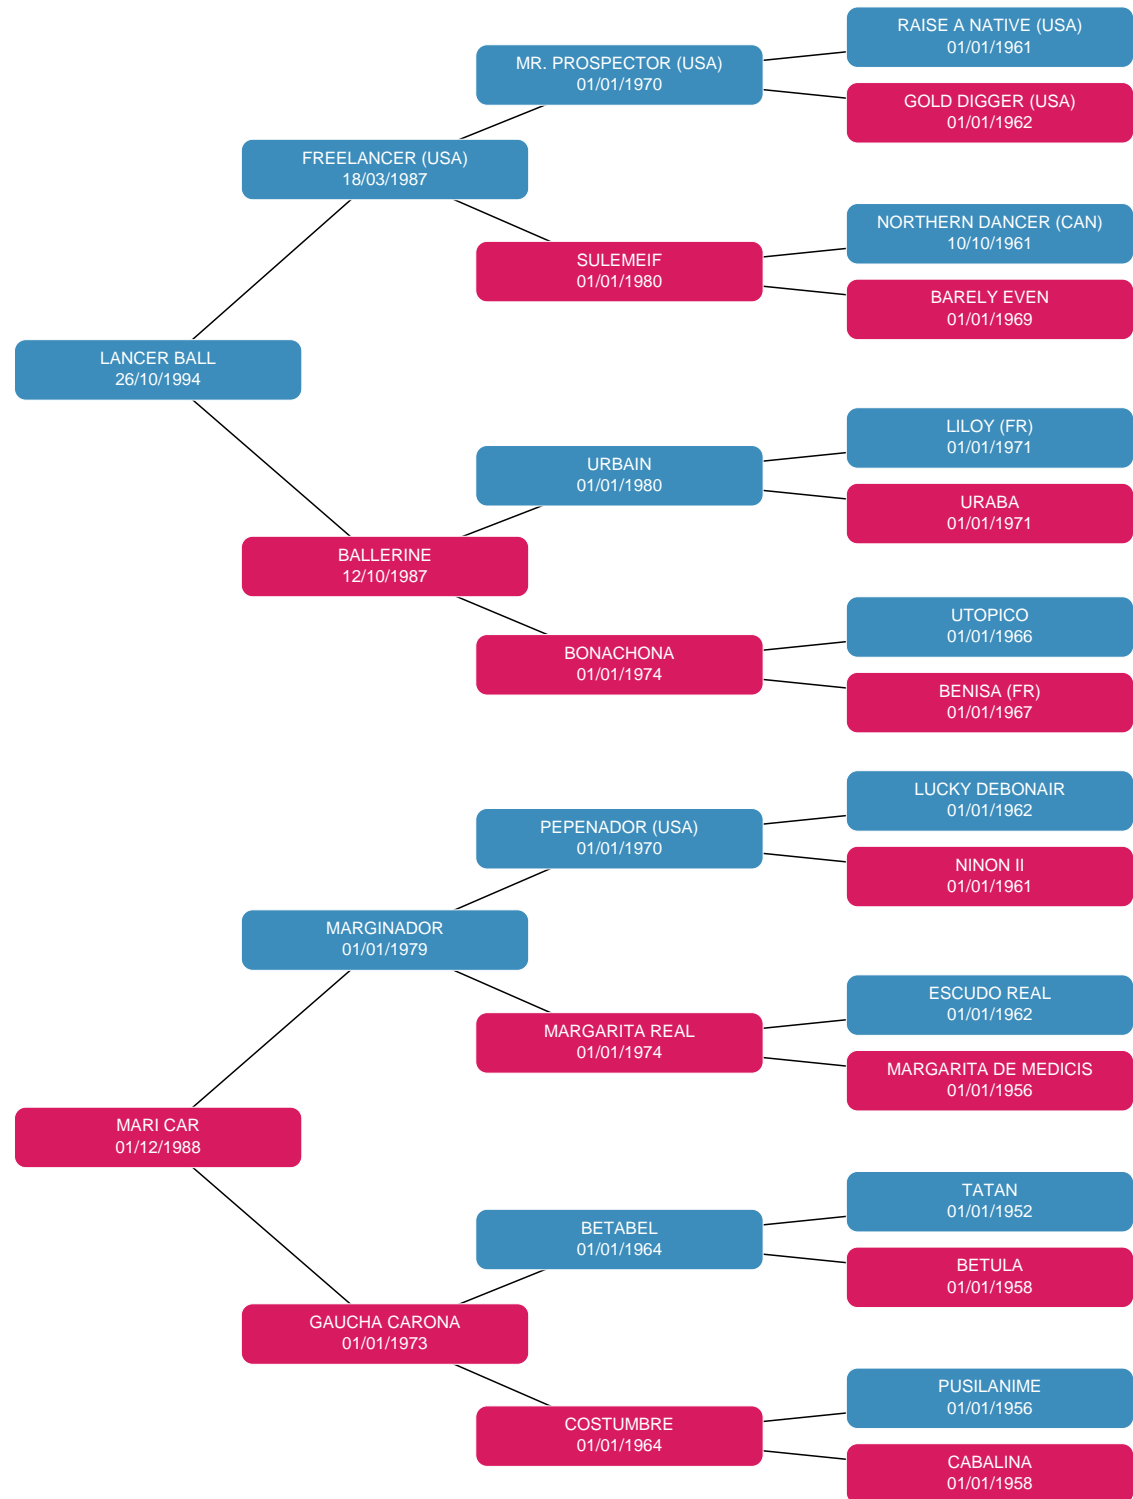 RAISE A NATIVE (USA)
01/01/1961
MR. PROSPECTOR (USA)
01/01/1970
GOLD DIGGER (USA)
01/01/1962
FREELANCER (USA)
18/03/1987
NORTHERN DANCER (CAN)
10/10/1961
SULEMEIF
01/01/1980
BARELY EVEN
01/01/1969
LANCER BALL
26/10/1994
LILOY (FR)
01/01/1971
URBAIN
01/01/1980
URABA
01/01/1971
BALLERINE
12/10/1987
UTOPICO
01/01/1966
BONACHONA
01/01/1974
BENISA (FR)
01/01/1967
LUCKY DEBONAIR
01/01/1962
PEPENADOR (USA)
01/01/1970
NINON II
01/01/1961
MARGINADOR
01/01/1979
ESCUDO REAL
01/01/1962
MARGARITA REAL
01/01/1974
MARGARITA DE MEDICIS
01/01/1956
MARI CAR
01/12/1988
TATAN
01/01/1952
BETABEL
01/01/1964
BETULA
01/01/1958
GAUCHA CARONA
01/01/1973
PUSILANIME
01/01/1956
COSTUMBRE
01/01/1964
CABALINA
01/01/1958